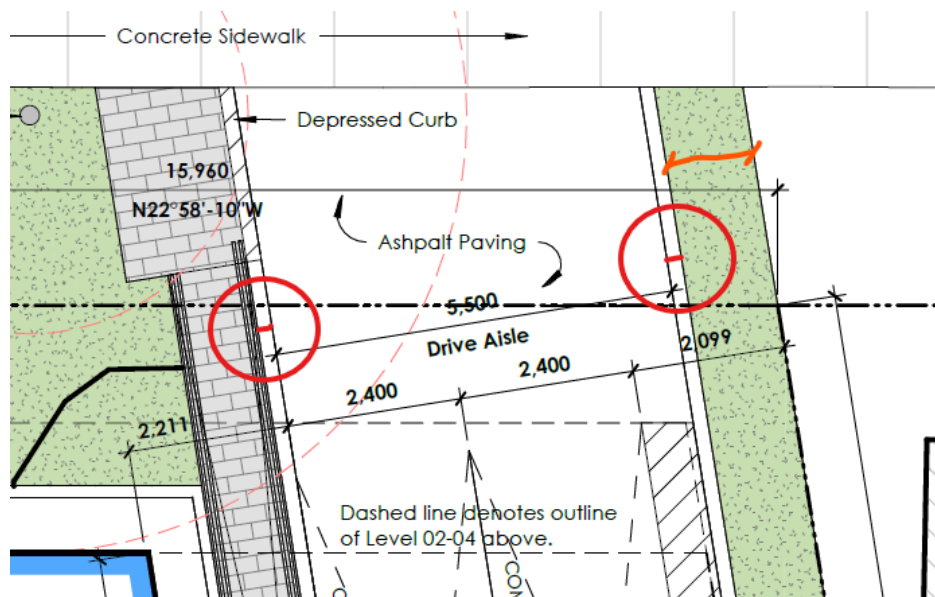 Concrete Sidewalk
Depressed Curb
15,960
N22°58'-10"W
Ashpalt Paving
5,500
Drive Aisle
2,099
2,400
2,400
2,211
Dashed line denotes outline
of Level 02-04 above.
CON